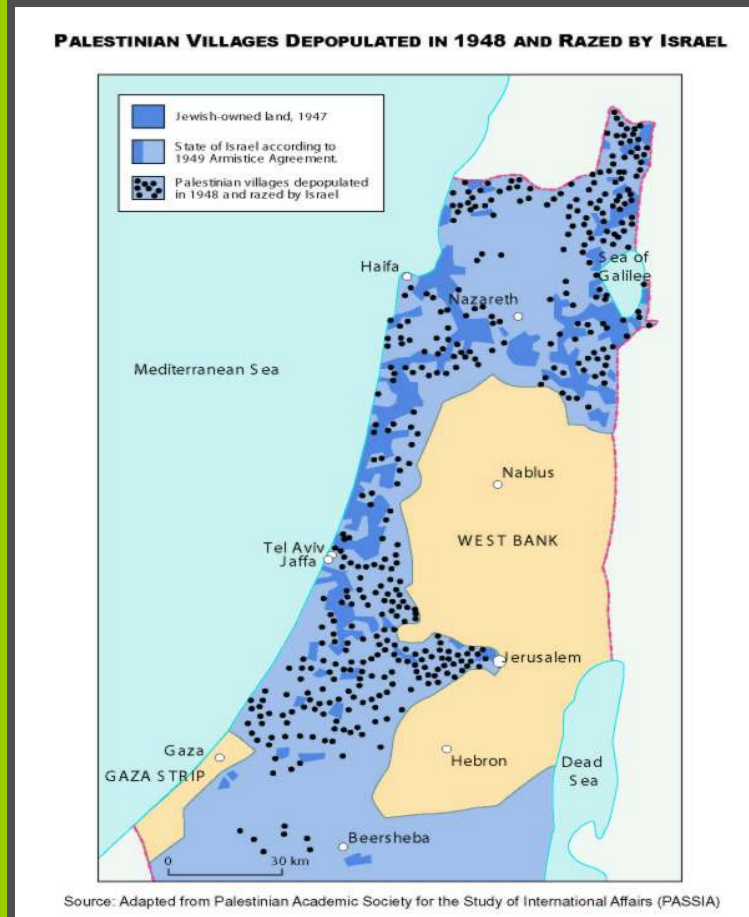 PALESTINIAN VILLAGES DEPOPULATED IN 1948 AND RAZED BY ISRAEL
Jewish-owned land, 1947
State of Israel according to
1949 Armistice Agreement.
Palestinian villages depopulated
in 1948 and razed by Israel
Haifa
Sea of
Galilee
Nazareth
Mediterranean Sea
Nablus
Tel Aviv
Jaffa
WEST BANK
Jerusalem
Gaza
GAZA STRIP
Hebron
Dead
Sea
Beersheba
0 30 km
Source: Adapted from Palestinian Academic Society for the Study of International Affairs (PASSIA)